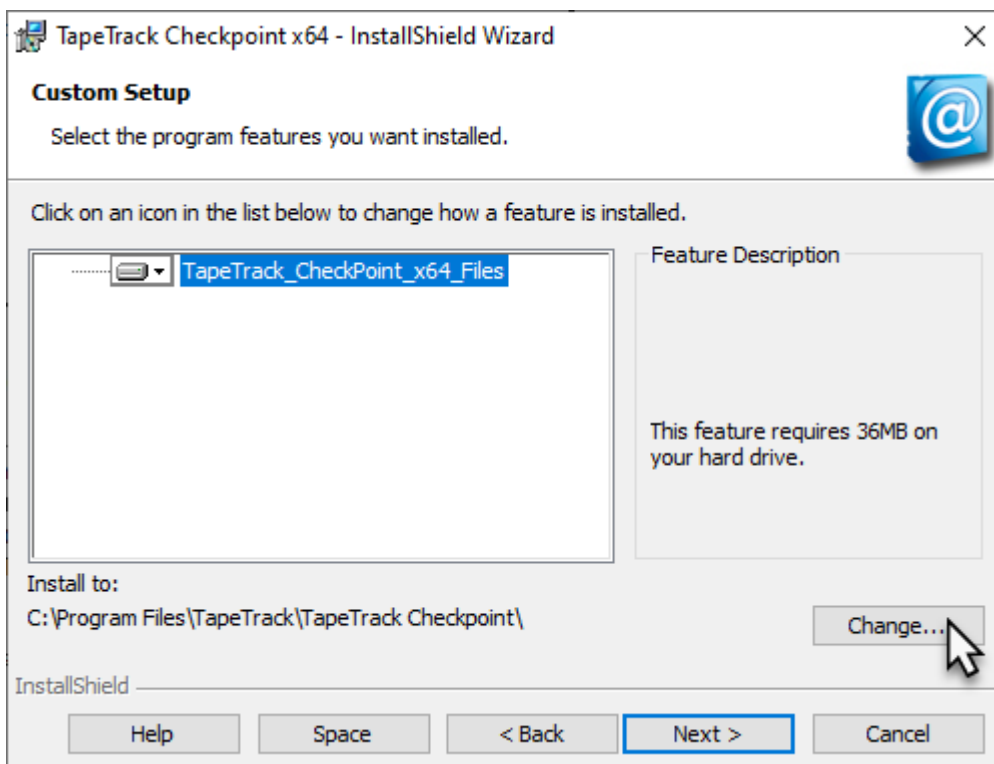 TapeTrack Checkpoint x64 - InstallShield Wizard
Custom Setup
Select the program features you want installed.
@
Click on an icon in the list below to change how a feature is installed.
TapeTrack_CheckPoint_x64_Files
Feature Description
This feature requires 36MB on
your hard drive.
Install to:
C:\Program Files\TapeTrack\TapeTrack Checkpoint\
Change...
InstallShield
Help
Space
< Back
Next >
Cancel